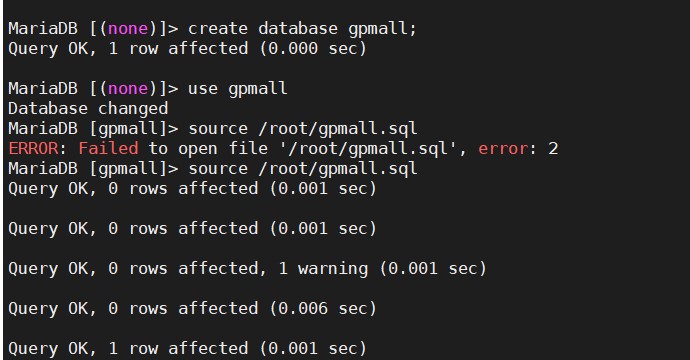 MariaDB [(none)]> create database gpmall;
Query OK, 1 row affected (0.000 sec)
MariaDB [(none)]> use gpmall
Database changed
MariaDB [gpmall]> source /root/gpmall.sql
ERROR: Failed to open file '/root/gpmall.sql', error: 2
MariaDB [gpmall]> source /root/gpmall.sql
Query OK, 0 rows affected (0.001 sec)
Query OK, 0 rows affected (0.001 sec)
Query OK, 0 rows affected, 1 warning (0.001 sec)
Query OK, 0 rows affected (0.006 sec)
Query OK, 1 row affected (0.001 sec)